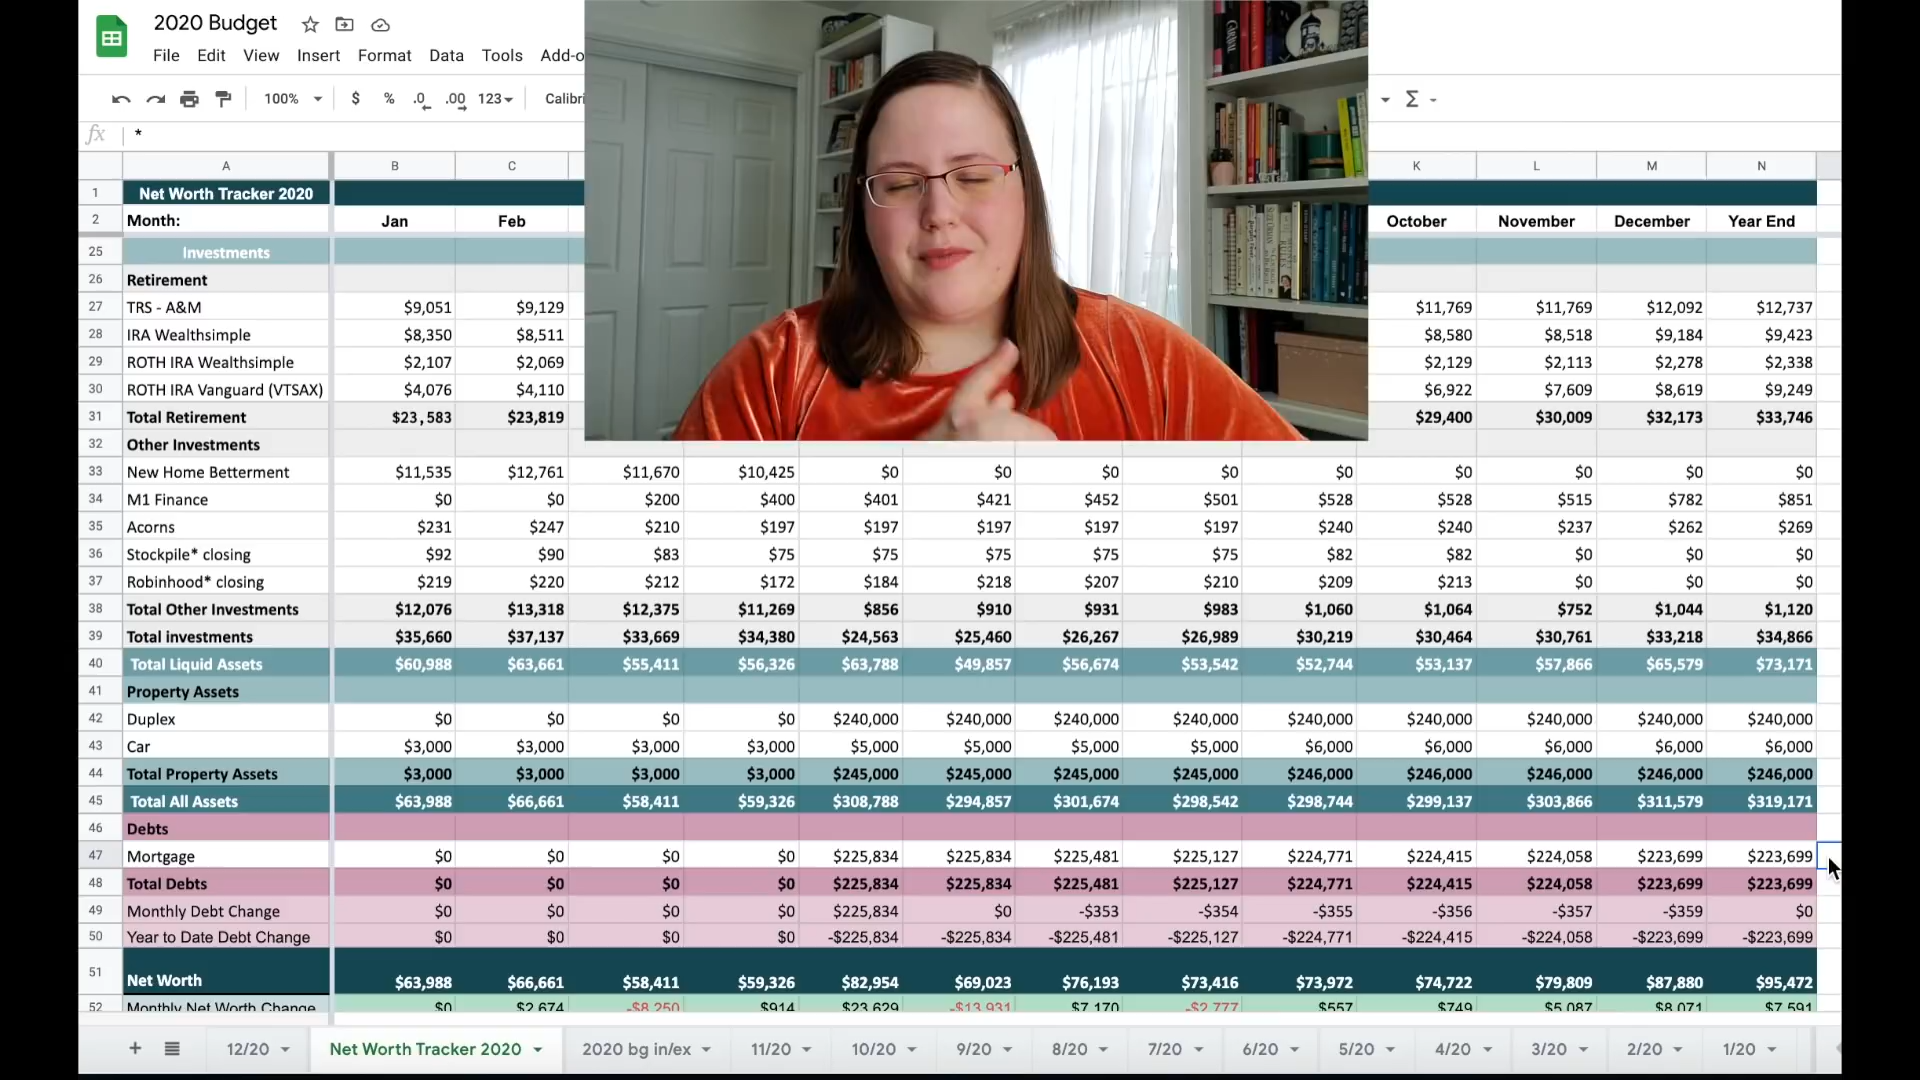 2020 Budget
File Edit View Insert Format Data Tools Add-o
100% $ % .0 .00 123 Calibri Σ
fx *
A B C K L M N
1 Net Worth Tracker 2020
2 Month: Jan Feb October November December Year End
25 Investments
26 Retirement
27 TRS - A&M $9,051 $9,129 $11,769 $11,769 $12,092 $12,737
28 IRA Wealthsimple $8,350 $8,511 $8,580 $8,518 $9,184 $9,423
29 ROTH IRA Wealthsimple $2,107 $2,069 $2,129 $2,113 $2,278 $2,338
30 ROTH IRA Vanguard (VTSAX) $4,076 $4,110 $6,922 $7,609 $8,619 $9,249
31 Total Retirement $23,583 $23,819 $29,400 $30,009 $32,173 $33,746
32 Other Investments
33 New Home Betterment $11,535 $12,761 $11,670 $10,425 $0 $0 $0 $0 $0 $0 $0 $0 $0
34 M1 Finance $0 $0 $200 $400 $401 $421 $452 $501 $528 $528 $515 $782 $851
35 Acorns $231 $247 $210 $197 $197 $197 $197 $197 $240 $240 $237 $262 $269
36 Stockpile* closing $92 $90 $83 $75 $75 $75 $75 $75 $82 $82 $0 $0 $0
37 Robinhood* closing $219 $220 $212 $172 $184 $218 $207 $210 $209 $213 $0 $0 $0
38 Total Other Investments $12,076 $13,318 $12,375 $11,269 $856 $910 $931 $983 $1,060 $1,064 $752 $1,044 $1,120
39 Total investments $35,660 $37,137 $33,669 $34,380 $24,563 $25,460 $26,267 $26,989 $30,219 $30,464 $30,761 $33,218 $34,866
40 Total Liquid Assets $60,988 $63,661 $55,411 $56,326 $63,788 $49,857 $56,674 $53,542 $52,744 $53,137 $57,866 $65,579 $73,171
41 Property Assets
42 Duplex $0 $0 $0 $0 $240,000 $240,000 $240,000 $240,000 $240,000 $240,000 $240,000 $240,000 $240,000
43 Car $3,000 $3,000 $3,000 $3,000 $5,000 $5,000 $5,000 $5,000 $6,000 $6,000 $6,000 $6,000 $6,000
44 Total Property Assets $3,000 $3,000 $3,000 $3,000 $245,000 $245,000 $245,000 $245,000 $246,000 $246,000 $246,000 $246,000 $246,000
45 Total All Assets $63,988 $66,661 $58,411 $59,326 $308,788 $294,857 $301,674 $298,542 $298,744 $299,137 $303,866 $311,579 $319,171
46 Debts
47 Mortgage $0 $0 $0 $0 $225,834 $225,834 $225,481 $225,127 $224,771 $224,415 $224,058 $223,699 $223,699
48 Total Debts $0 $0 $0 $0 $225,834 $225,834 $225,481 $225,127 $224,771 $224,415 $224,058 $223,699 $223,699
49 Monthly Debt Change $0 $0 $0 $0 $225,834 $0 -$353 -$354 -$355 -$356 -$357 -$359 $0
50 Year to Date Debt Change $0 $0 $0 $0 -$225,834 -$225,834 -$225,481 -$225,127 -$224,771 -$224,415 -$224,058 -$223,699 -$223,699
51 Net Worth $63,988 $66,661 $58,411 $59,326 $82,954 $69,023 $76,193 $73,416 $73,972 $74,722 $79,809 $87,880 $95,472
52 Monthly Net Worth Change $0 $2,674 -$8,250 $914 $23,629 -$13,931 $7,170 -$2,777 $557 $749 $5,087 $8,071 $7,591
+ 12/20 Net Worth Tracker 2020 2020 bg in/ex 11/20 10/20 9/20 8/20 7/20 6/20 5/20 4/20 3/20 2/20 1/20